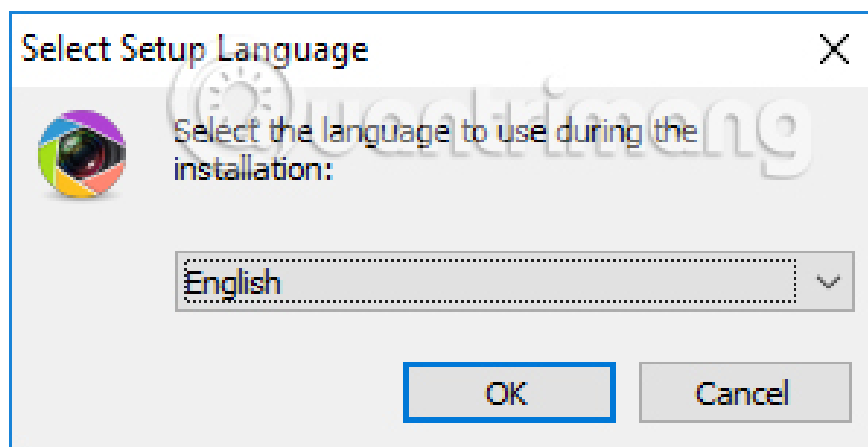 Select Setup Language
Quantrimang
Select the language to use during the
installation:
English
OK
Cancel